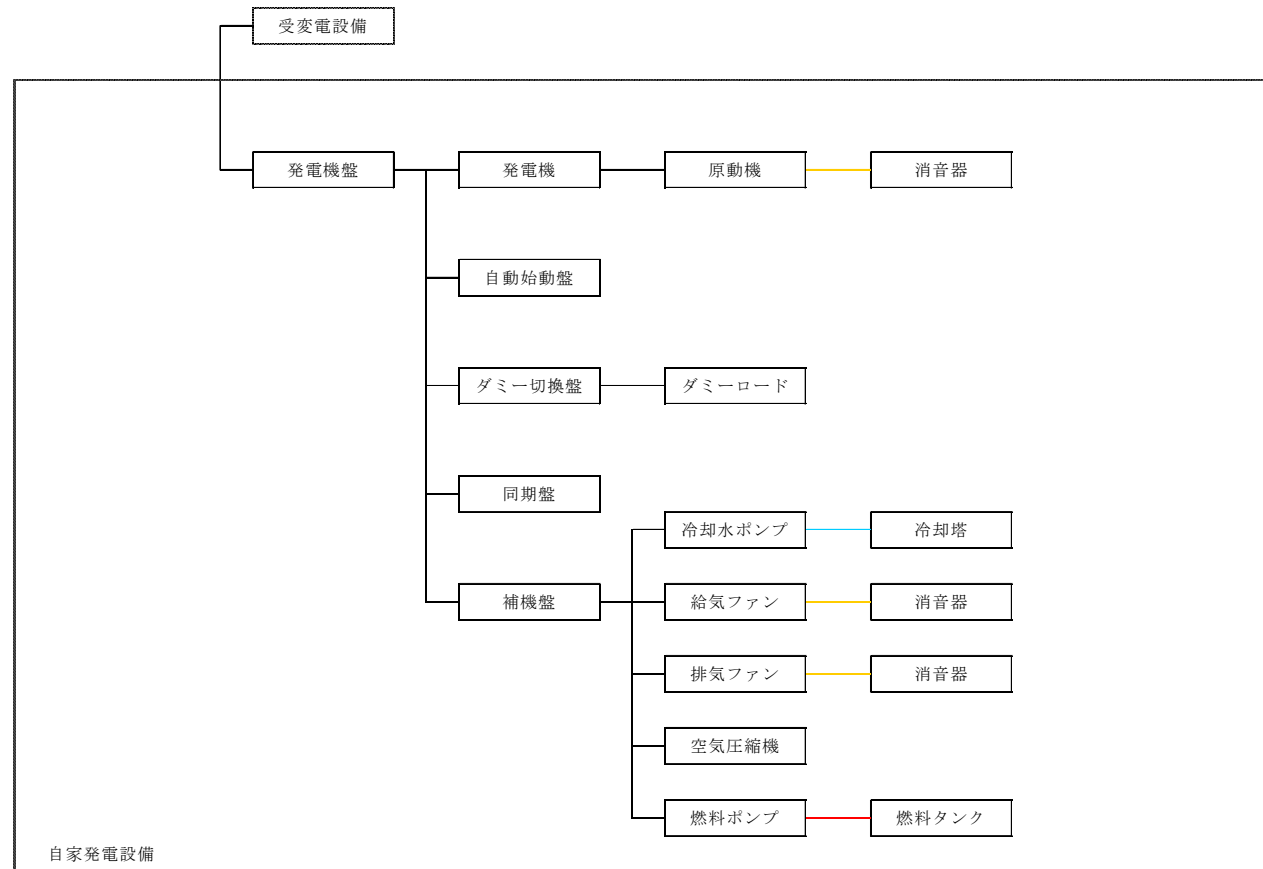 受変電設備
発電機盤
発電機
原動機
消音器
自動始動盤
ダミー切換盤
ダミーロード
同期盤
冷却水ポンプ
冷却塔
補機盤
給気ファン
消音器
排気ファン
消音器
空気圧縮機
燃料ポンプ
燃料タンク
自家発電設備